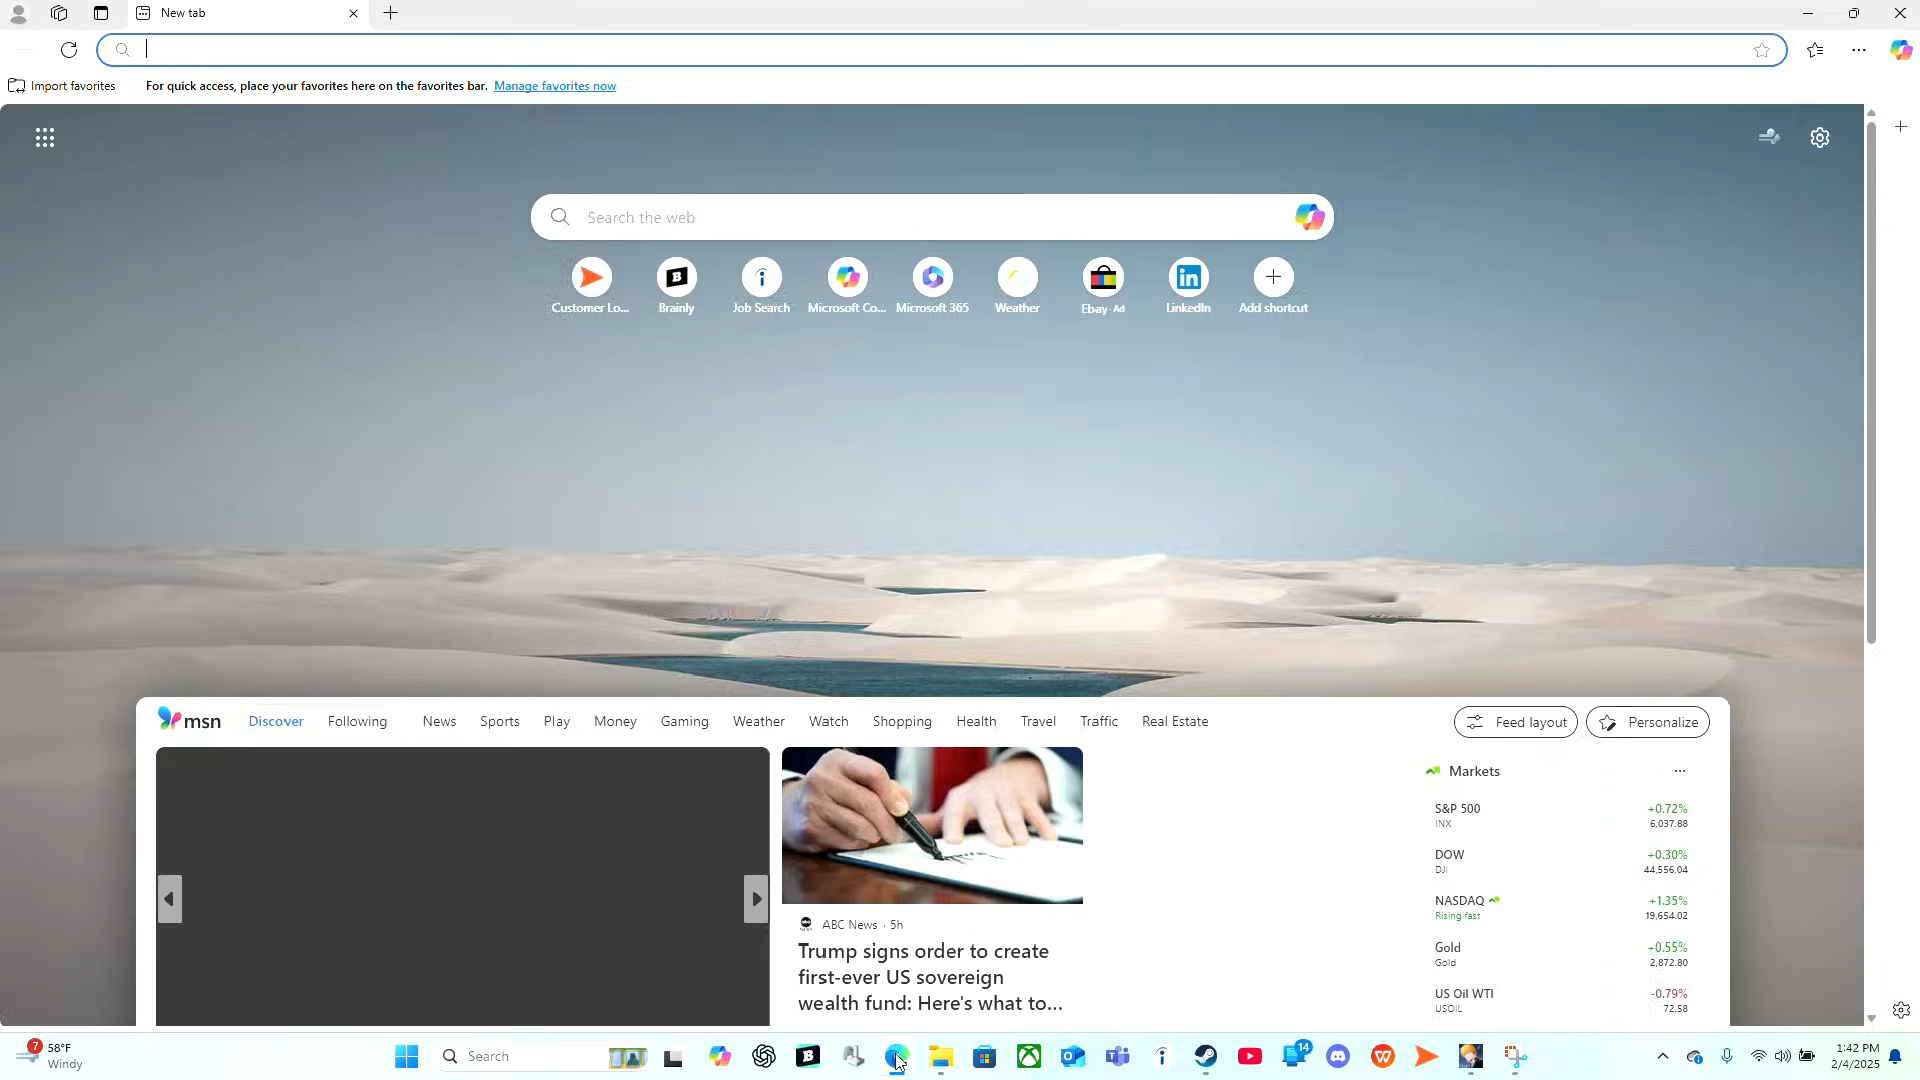 New tab
Import favorites For quick access, place your favorites here on the favorites bar. Manage favorites now
Search the web
Customer Lo... Brainly Job Search Microsoft Co... Microsoft 365 Weather Ebay · Ad LinkedIn Add shortcut
msn Discover Following News Sports Play Money Gaming Weather Watch Shopping Health Travel Traffic Real Estate Feed layout Personalize
ABC News · 5h
Trump signs order to create
first-ever US sovereign
wealth fund: Here's what to...
Markets
S&P 500 +0.72%
INX 6,037.88
DOW +0.30%
DJI 44,556.04
NASDAQ +1.35%
Rising fast 19,654.02
Gold +0.55%
Gold 2,872.80
US Oil WTI -0.79%
USOIL 72.58
7 58°F
Windy
Search
14
1:42 PM
2/4/2025